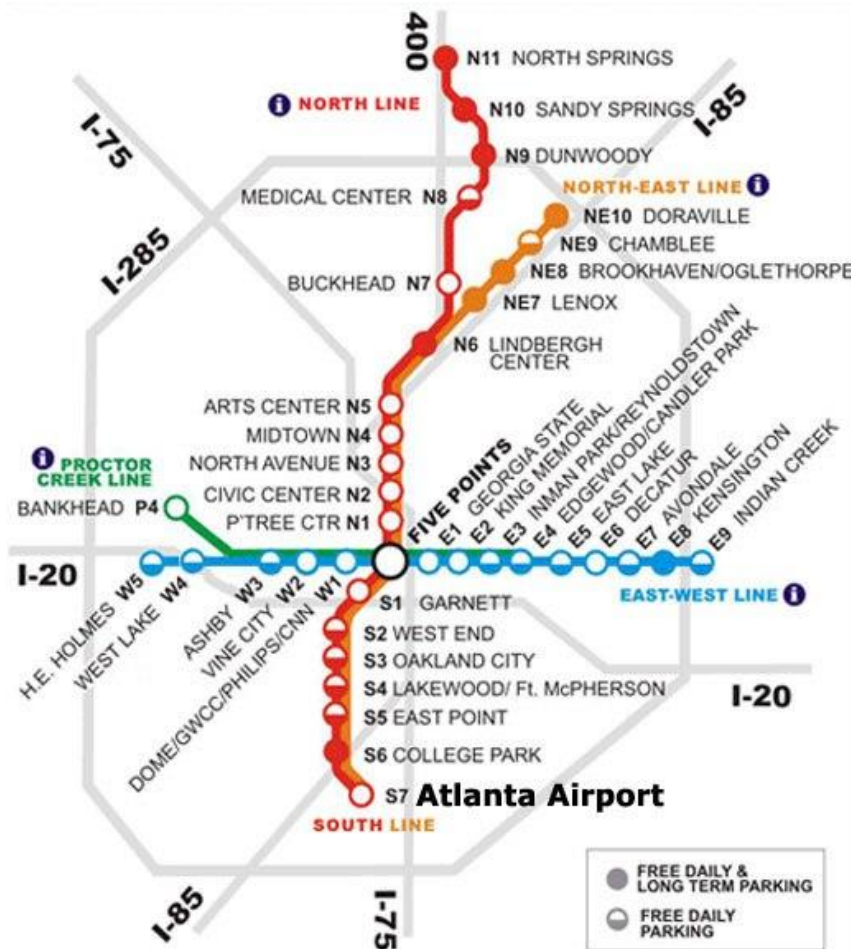 400
N11 NORTH SPRINGS
NORTH LINE
N10 SANDY SPRINGS
I-85
I-75
N9 DUNWOODY
NORTH-EAST LINE
MEDICAL CENTER N8
NE10 DORAVILLE
I-285
NE9 CHAMBLEE
NE8 BROOKHAVEN/OGLETHORPE
BUCKHEAD N7
NE7 LENOX
N6 LINDBERGH
CENTER
ARTS CENTER N5
MIDTOWN N4
NORTH AVENUE N3
CIVIC CENTER N2
P'TREE CTR N1
PROCTOR
CREEK LINE
BANKHEAD P4
FIVE POINTS
E1 GEORGIA STATE
E2 KING MEMORIAL
E3 INMAN PARK/REYNOLDSTOWN
E4 EDGEWOOD/CANDLER PARK
E5 EAST LAKE
E6 DECATUR
E7 AVONDALE
E8 KENSINGTON
E9 INDIAN CREEK
I-20
H.E. HOLMES W5
WEST LAKE W4
ASHBY W3
VINE CITY W2
DOME/GWCC/PHILIPS/CNN W1
EAST-WEST LINE
S1 GARNETT
S2 WEST END
S3 OAKLAND CITY
S4 LAKEWOOD/ Ft. McPHERSON
I-20
S5 EAST POINT
S6 COLLEGE PARK
S7 Atlanta Airport
SOUTH LINE
I-85
I-75
FREE DAILY &
LONG TERM PARKING
FREE DAILY
PARKING